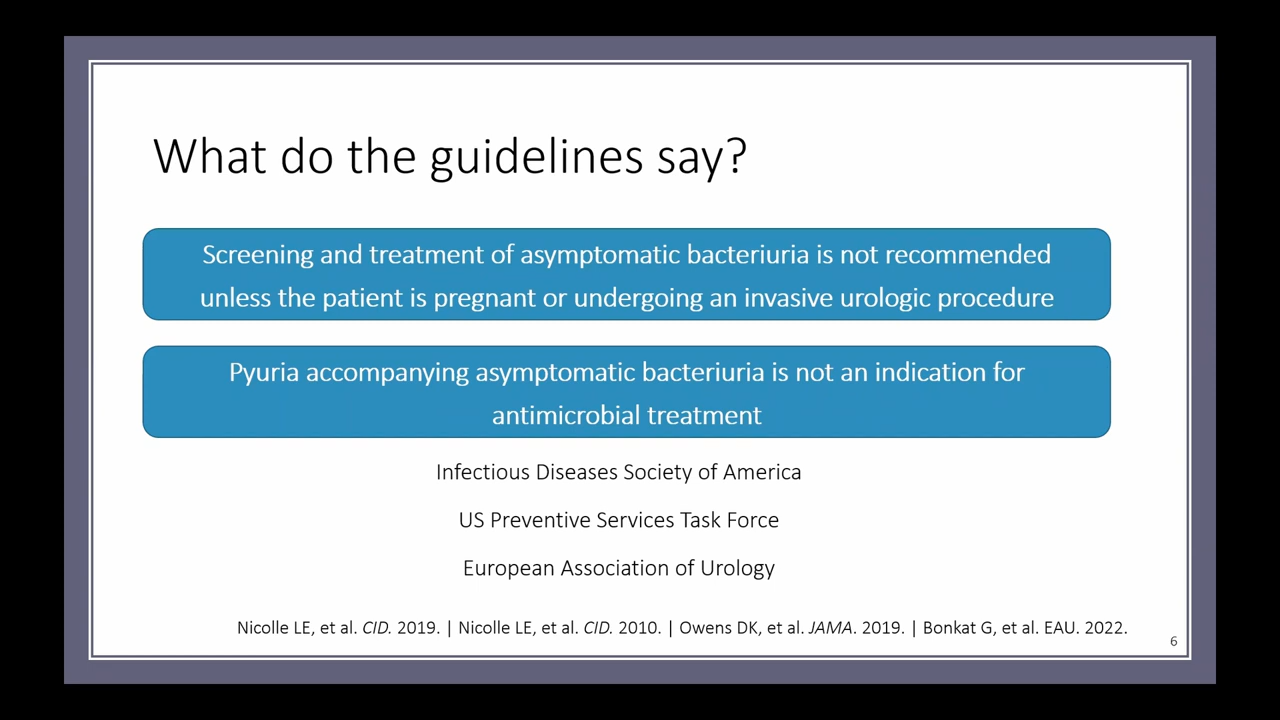 What do the guidelines say?
Screening and treatment of asymptomatic bacteriuria is not recommended
unless the patient is pregnant or undergoing an invasive urologic procedure
Pyuria accompanying asymptomatic bacteriuria is not an indication for
antimicrobial treatment
Infectious Diseases Society of America
US Preventive Services Task Force
European Association of Urology
Nicolle LE, et al. CID. 2019. | Nicolle LE, et al. CID. 2010. | Owens DK, et al. JAMA. 2019. | Bonkat G, et al. EAU. 2022.
6